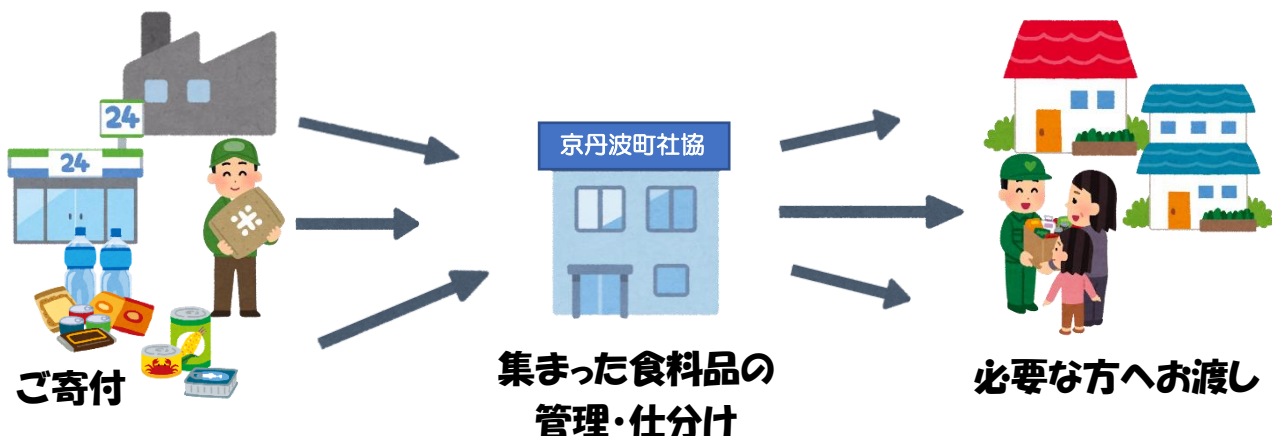 24
24
米
ご寄付
京丹波町社協
集まった食料品の
管理・仕分け
必要な方へお渡し